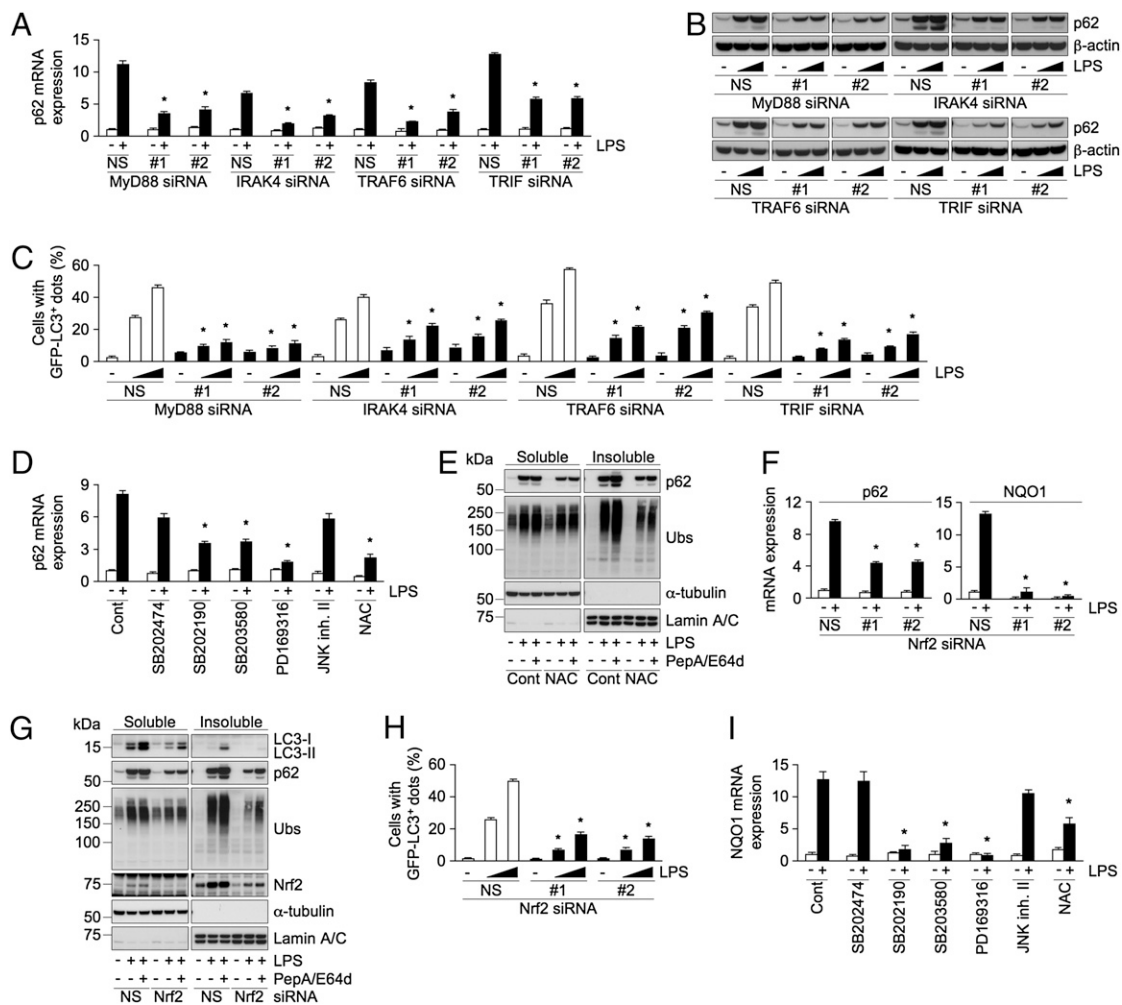 A
p62 mRNA
expression
15
10
5
0
- + - + - + - + - + - + - + - + - + - + - + - + LPS
NS #1 #2 NS #1 #2 NS #1 #2 NS #1 #2
MyD88 siRNA IRAK4 siRNA TRAF6 siRNA TRIF siRNA
* * * * * * * *
B
p62
β-actin
- - - - - - LPS
NS #1 #2 NS #1 #2
MyD88 siRNA IRAK4 siRNA
p62
β-actin
- - - - - - LPS
NS #1 #2 NS #1 #2
TRAF6 siRNA TRIF siRNA
C
Cells with
GFP-LC3+ dots (%)
60
40
20
0
* * * * * * * * * * * * * * * *
- - - - - - - - - - - - LPS
NS #1 #2 NS #1 #2 NS #1 #2 NS #1 #2
MyD88 siRNA IRAK4 siRNA TRAF6 siRNA TRIF siRNA
D
p62 mRNA
expression
9
6
3
0
* * * *
- + - + - + - + - + - + - + LPS
Cont SB202474 SB202190 SB203580 PD169316 JNK inh. II NAC
E
kDa Soluble Insoluble
50 p62
250
150
100 Ubs
50 α-tubulin
75 Lamin A/C
- + + - + + - + + - + + LPS
- - + - - + - - + - - + PepA/E64d
Cont NAC Cont NAC
F
p62 NQO1
mRNA expression
12
8
4
0
15
10
5
0
* * * *
- + - + - + - + - + - + LPS
NS #1 #2 NS #1 #2
Nrf2 siRNA
G
kDa Soluble Insoluble
15 LC3-I
LC3-II
50 p62
250
150
100 Ubs
75 Nrf2
50 α-tubulin
75 Lamin A/C
- + + - + + - + + - + + LPS
- - + - - + - - + - - + PepA/E64d
NS Nrf2 NS Nrf2 siRNA
H
Cells with
GFP-LC3+ dots (%)
60
40
20
0
* * * *
- - - LPS
NS #1 #2
Nrf2 siRNA
I
NQO1 mRNA
expression
15
10
5
0
* * * *
- + - + - + - + - + - + - + LPS
Cont SB202474 SB202190 SB203580 PD169316 JNK inh. II NAC